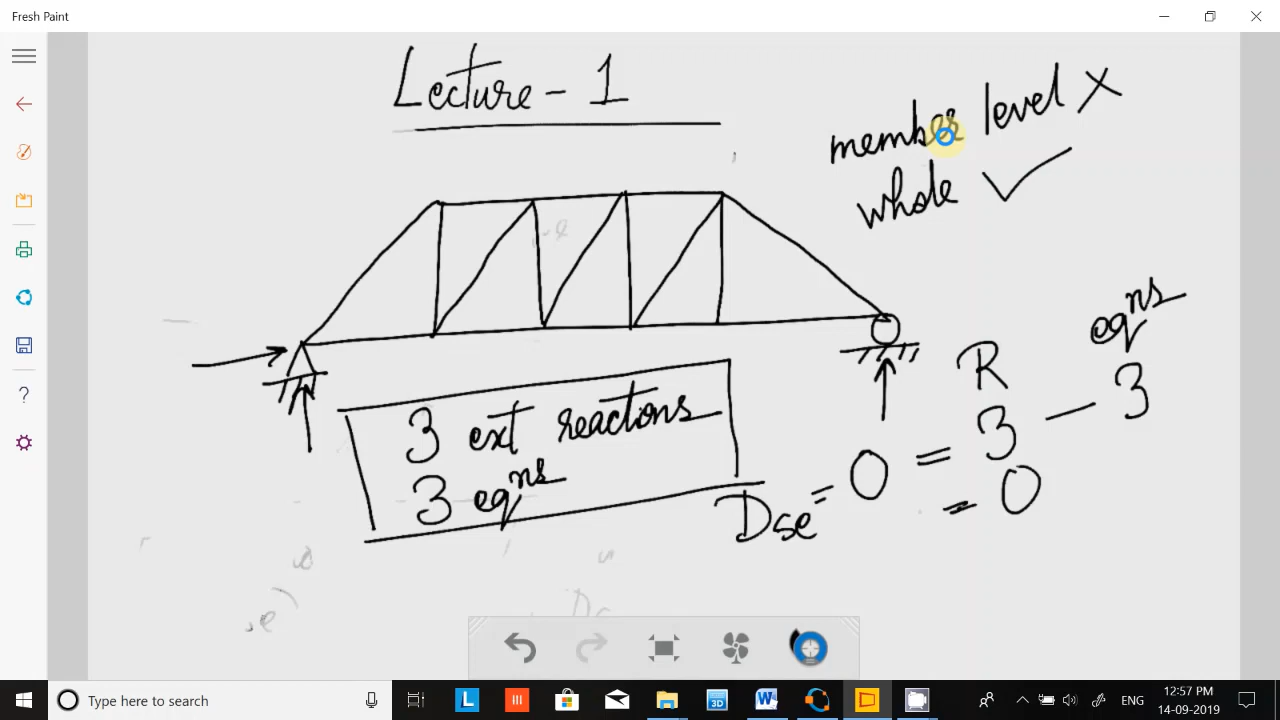 Fresh Paint
Lecture - 1
member level ×
whole ✓
3 ext reactons
3 eqns
R eqns
Dse = 0 = 3 - 3
= 0
Type here to search
ENG
12:57 PM
14-09-2019